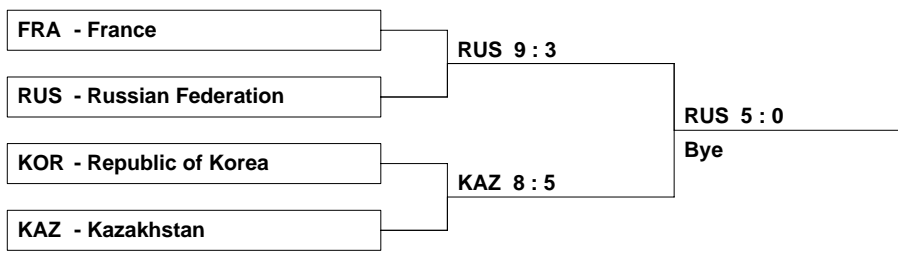 FRA - France
RUS 9 : 3
RUS - Russian Federation
RUS 5 : 0
KOR - Republic of Korea
Bye
KAZ 8 : 5
KAZ - Kazakhstan